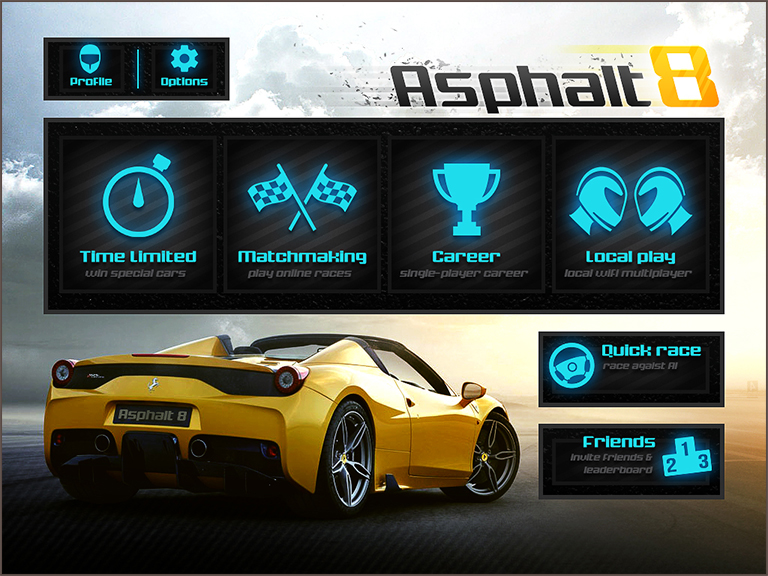 Profile
Options
Asphalt 8
Time limited
win special cars
Matchmaking
play online races
Career
single-player career
Local play
local wifi multiplayer
Quick race
race agaist AI
Asphalt 8
Friends
invite friends &
leaderboard
1
2 3